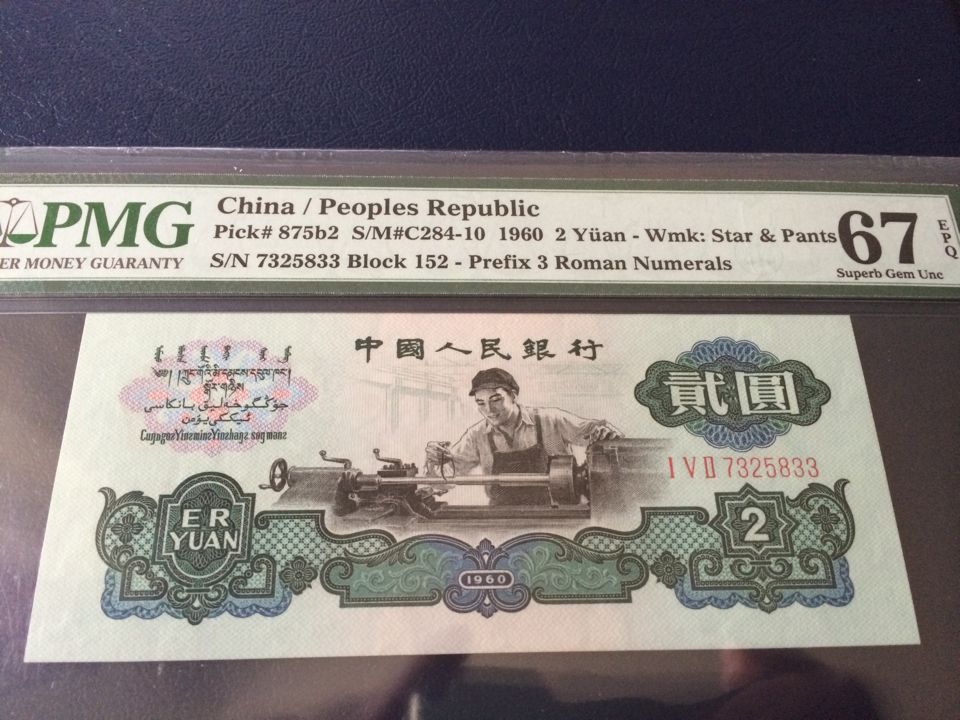 PMG
ER MONEY GUARANTY
China / Peoples Republic
Pick# 875b2 S/M#C284-10 1960 2 Yüan - Wmk: Star & Pants
S/N 7325833 Block 152 - Prefix 3 Roman Numerals
67
EPQ
Superb Gem Unc
中國人民銀行
貳圓
I V II 7325833
ER
YUAN
1960
2